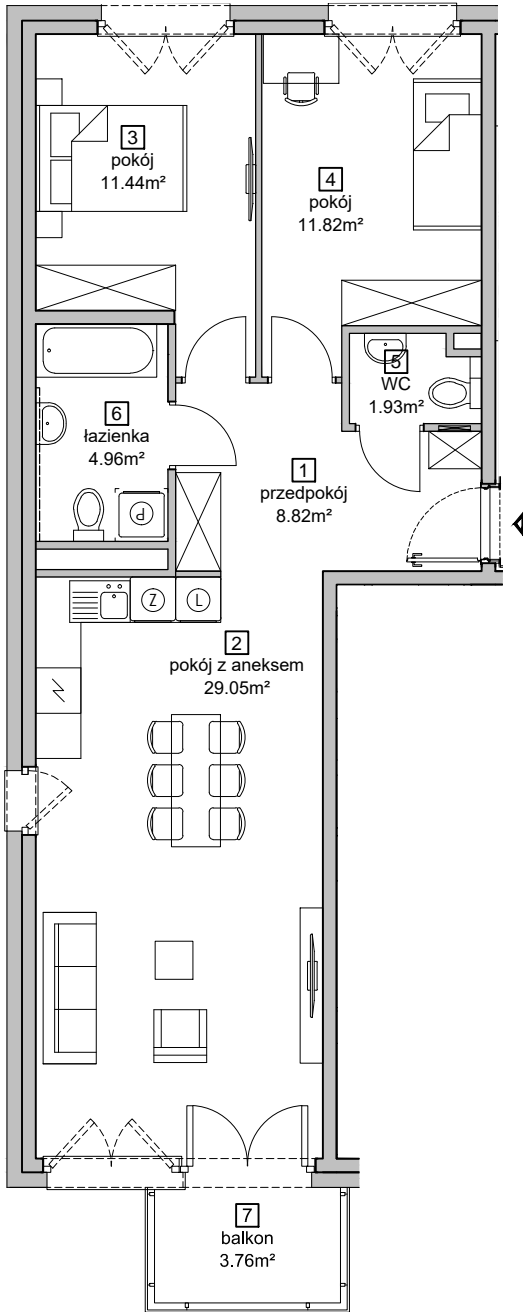 3
pokój
11.44m²
4
pokój
11.82m²
5
WC
1.93m²
6
łazienka
4.96m²
1
przedpokój
8.82m²
P
Z
L
2
pokój z aneksem
29.05m²
7
balkon
3.76m²